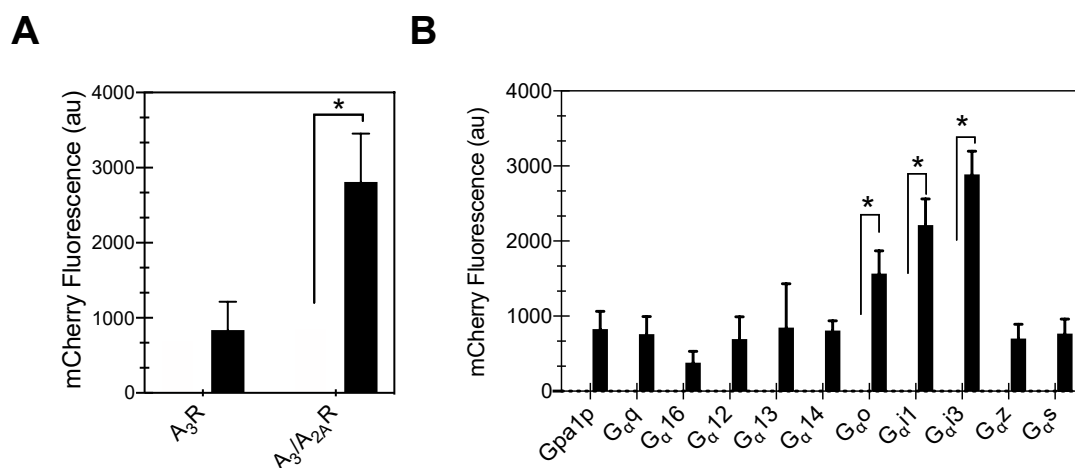 A
mCherry Fluorescence (au)
4000
3000
2000
1000
0
*
A₃R
A₃/A₂ₐR
B
mCherry Fluorescence (au)
4000
3000
2000
1000
0
*
*
*
Gpa1p
Gαq
Gα16
Gα12
Gα13
Gα14
Gαo
Gαi1
Gαi3
Gαz
Gαs